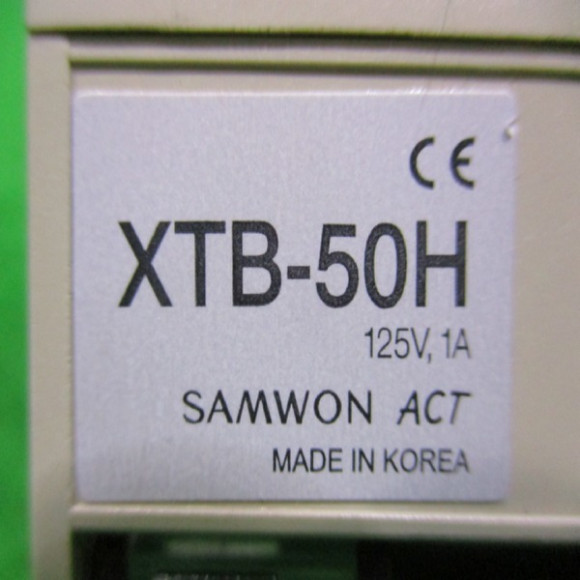 CE
XTB-50H
125V, 1A
SAMWON ACT
MADE IN KOREA